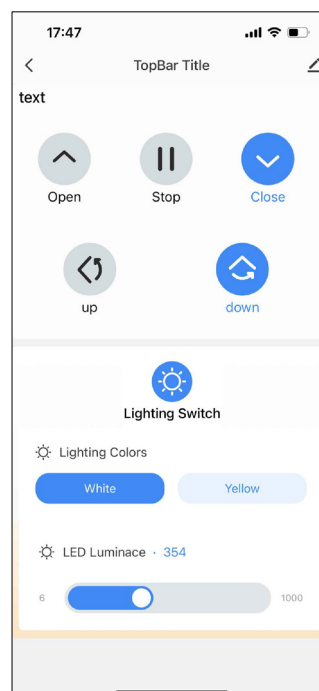 17:47
TopBar Title
text
Open Stop Close
up down
Lighting Switch
Lighting Colors
White Yellow
LED Luminace · 354
6 1000